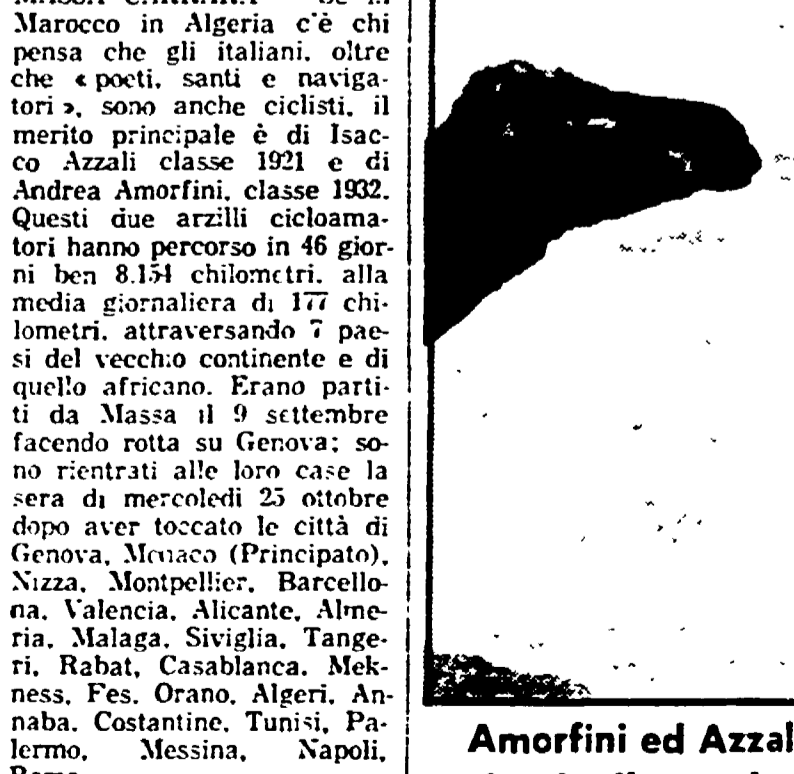 Marocco in Algeria c'è chi
pensa che gli italiani, oltre
che « poeti, santi e naviga-
tori », sono anche ciclisti, il
merito principale è di Isac-
co Azzali classe 1921 e di
Andrea Amorfini, classe 1932.
Questi due arzilli cicloama-
tori hanno percorso in 46 gior-
ni ben 8.154 chilometri, alla
media giornaliera di 177 chi-
lometri, attraversando 7 pae-
si del vecchio continente e di
quello africano. Erano parti-
ti da Massa il 9 settembre
facendo rotta su Genova; so-
no rientrati alle loro case la
sera di mercoledì 25 ottobre
dopo aver toccato le città di
Genova, Monaco (Principato),
Nizza, Montpellier, Barcello-
na, Valencia, Alicante, Alme-
ria, Malaga, Siviglia, Tange-
ri, Rabat, Casablanca, Mek-
ness, Fes, Orano, Algeri, An-
naba, Costantine, Tunisi, Pa-
lermo, Messina, Napoli,
Amorfini ed Azzal